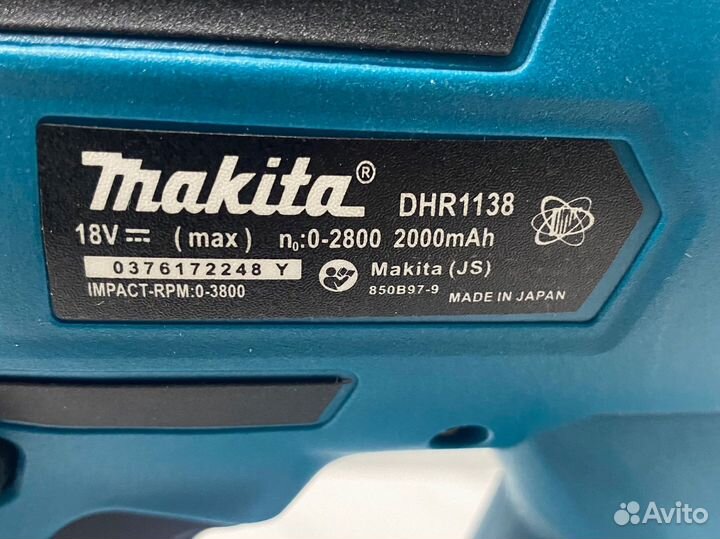 makita® DHR1138
18V⎓ (max) n₀:0-2800 2000mAh
0376172248 Y Makita (JS)
850B97-9 MADE IN JAPAN
IMPACT-RPM:0-3800
Avito